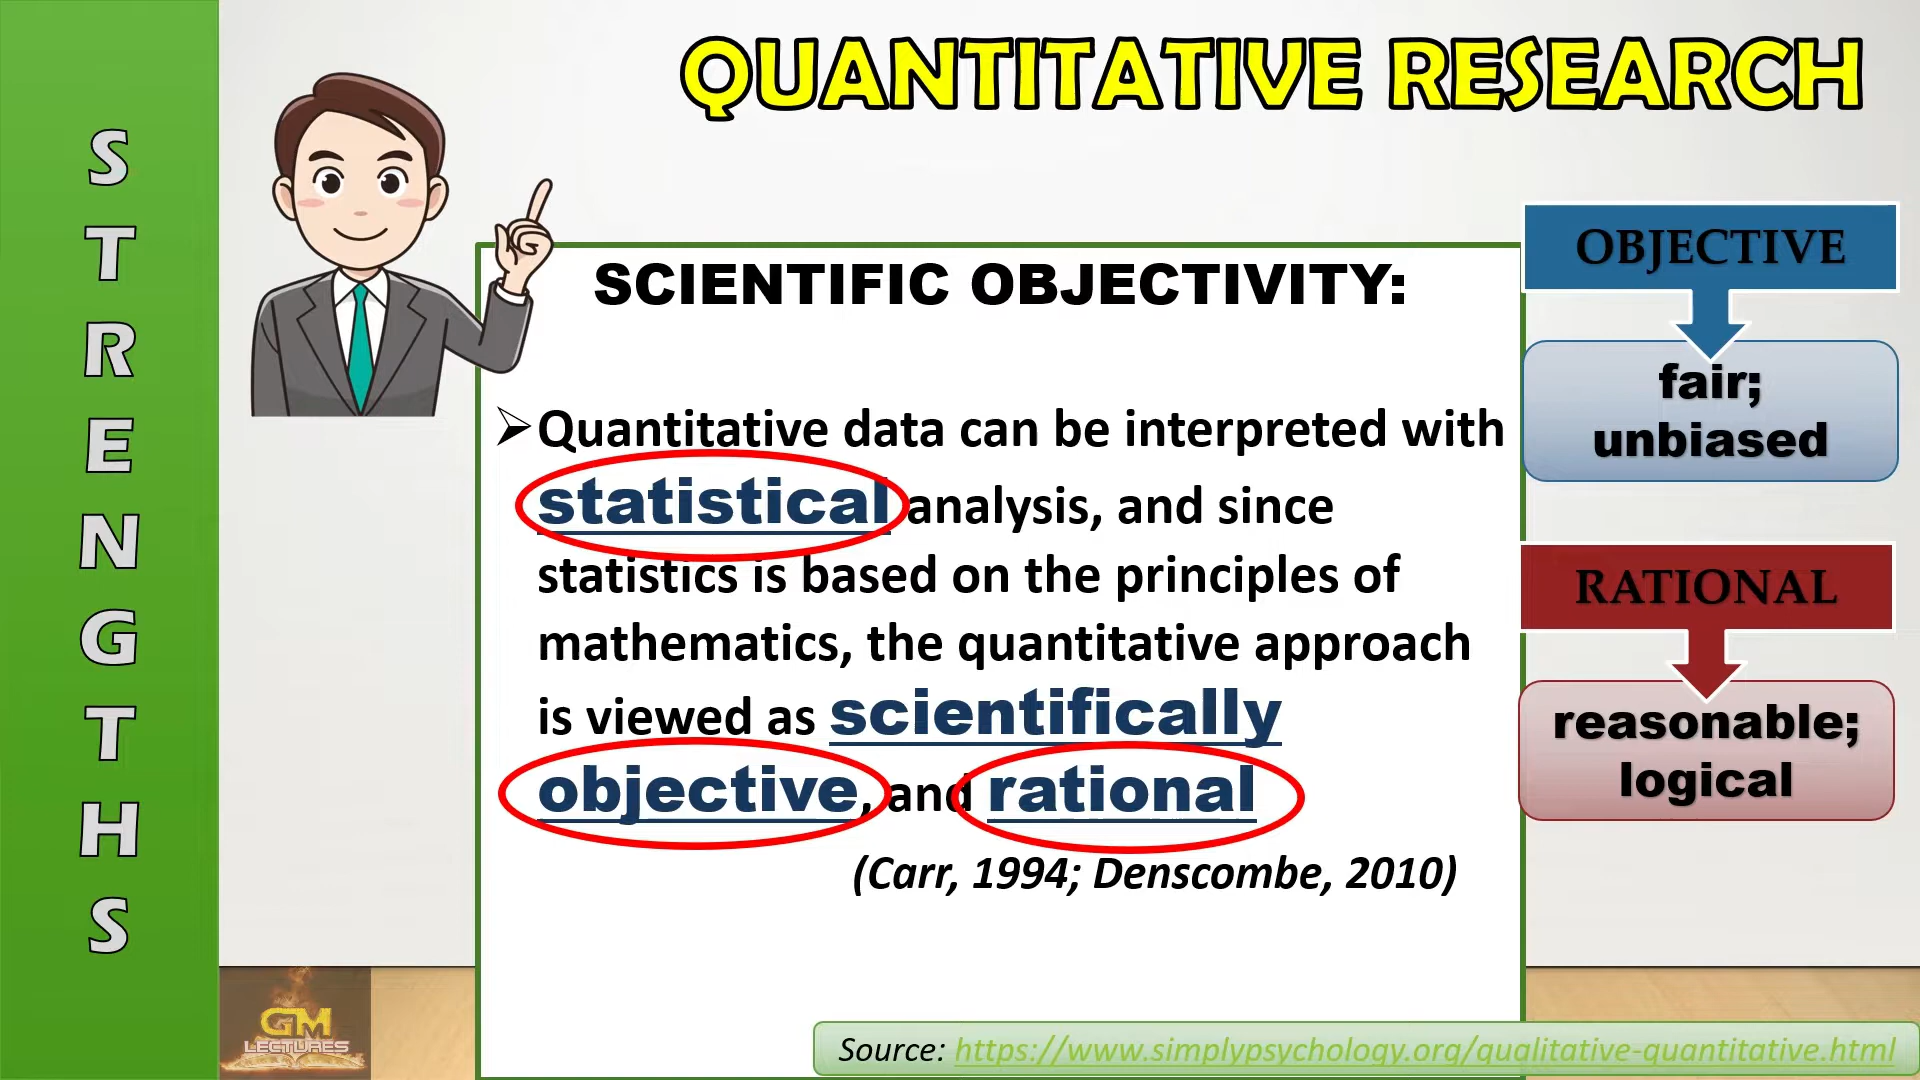 QUANTITATIVE RESEARCH
STRENGTHS
SCIENTIFIC OBJECTIVITY:
Quantitative data can be interpreted with
statistical analysis, and since
statistics is based on the principles of
mathematics, the quantitative approach
is viewed as scientifically
objective, and rational
(Carr, 1994; Denscombe, 2010)
OBJECTIVE
fair;
unbiased
RATIONAL
reasonable;
logical
GM
LECTURES
Source: https://www.simplypsychology.org/qualitative-quantitative.html